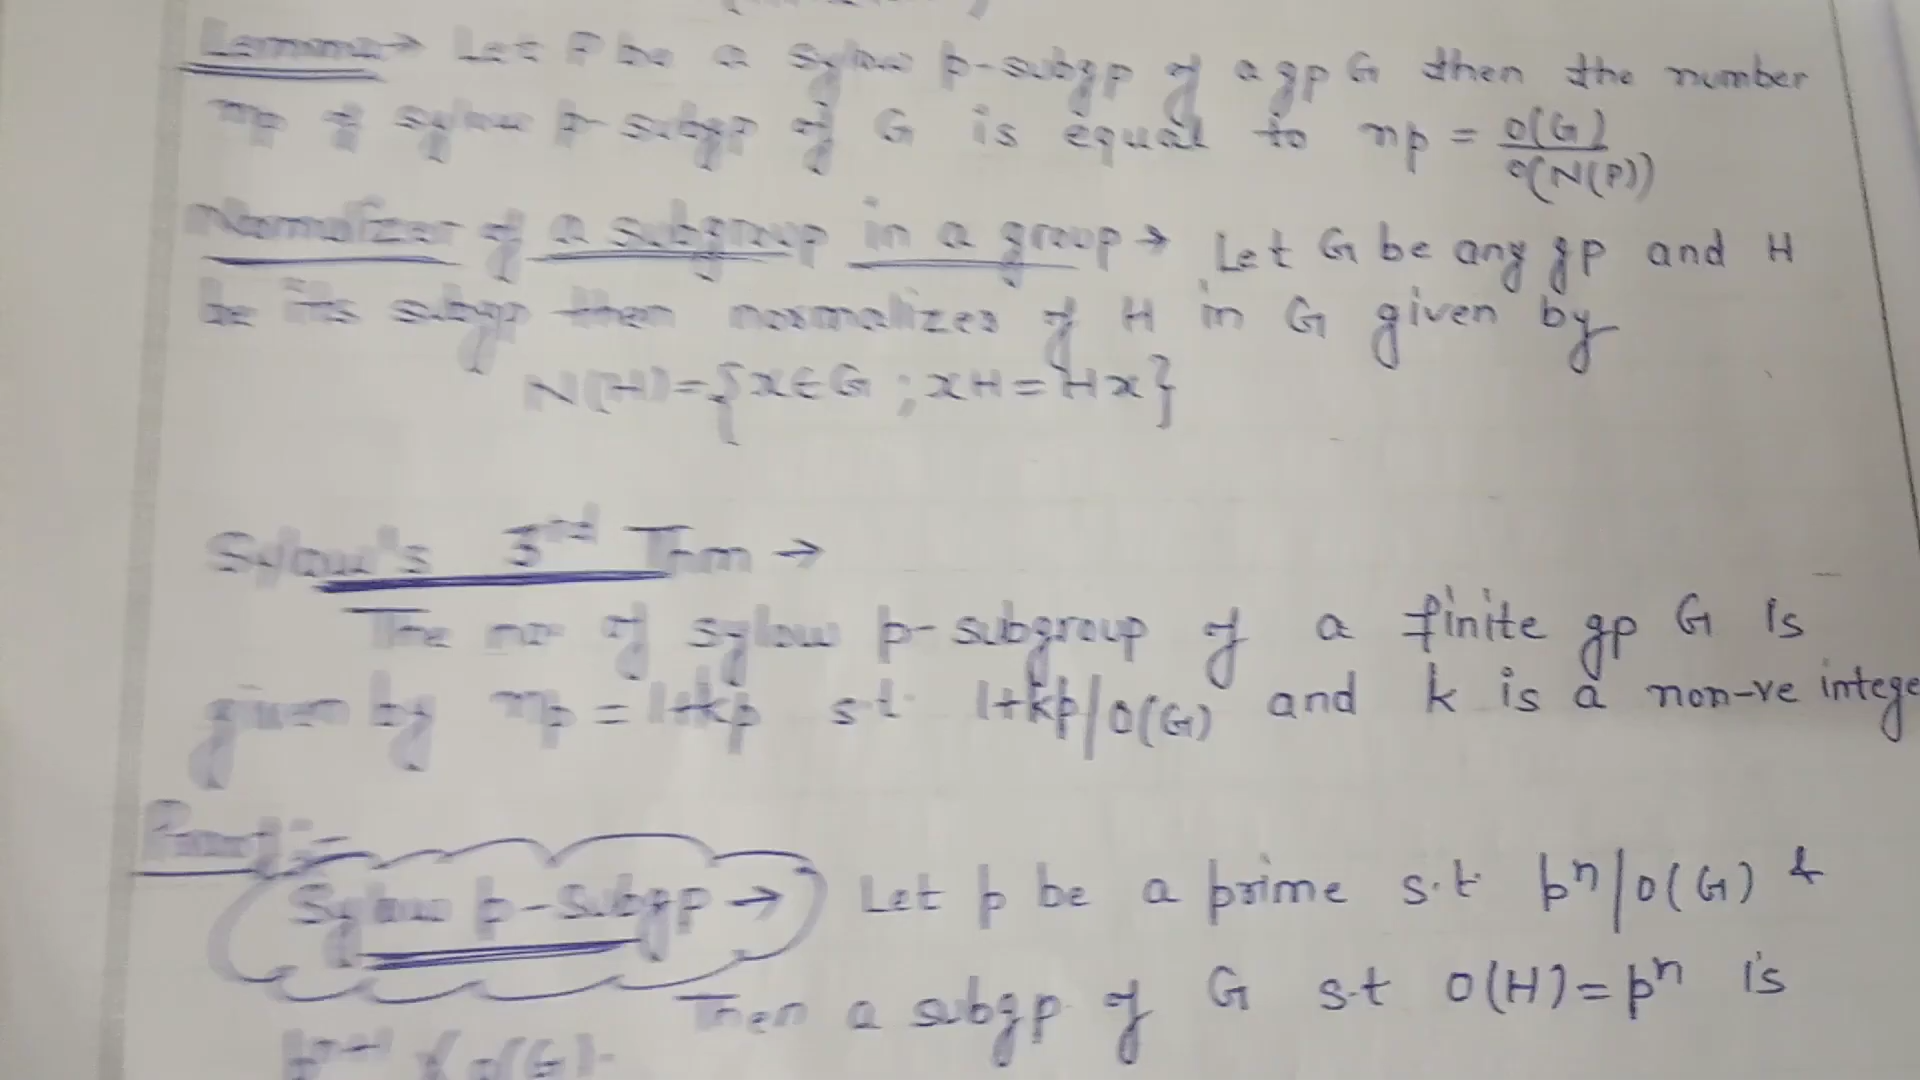 Lemma → Let P be a sylow p-subgp of a gp G then the number
np of sylow p-subgp of G is equal to np = o(G)/o(N(P))
Normalizer of a subgroup in a group → Let G be any gp and H
be its subgp then normalizer of H in G given by
N(H)={x∈G ; xH=Hx}
Sylow's 3rd Thm →
The no of sylow p-subgroup of a finite gp G is
given by np = 1+kp s.t. 1+kp/o(G) and k is a non-ve intege
Proof:-
Sylow p-Subgp → Let p be a prime s.t. pⁿ/o(G) &
Then a subgp of G s.t o(H)=pⁿ is